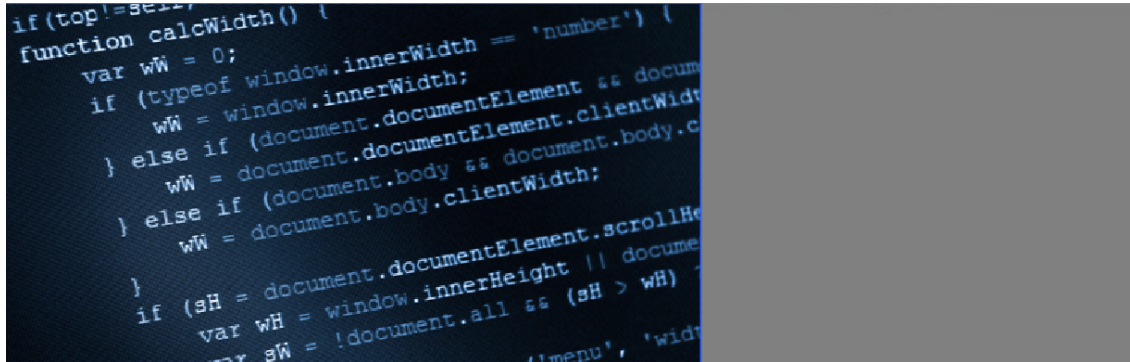 if(top!=self)
function calcWidth() {
var wW = 0;
if (typeof window.innerWidth == 'number') {
wW = window.innerWidth;
} else if (document.documentElement && docum
wW = document.documentElement.clientWidt
} else if (document.body && document.body.c
wW = document.body.clientWidth;
}
if (sH = document.documentElement.scrollHe
var wH = window.innerHeight || docume
var sW = !document.all && (sH > wH)
('menu', 'widt